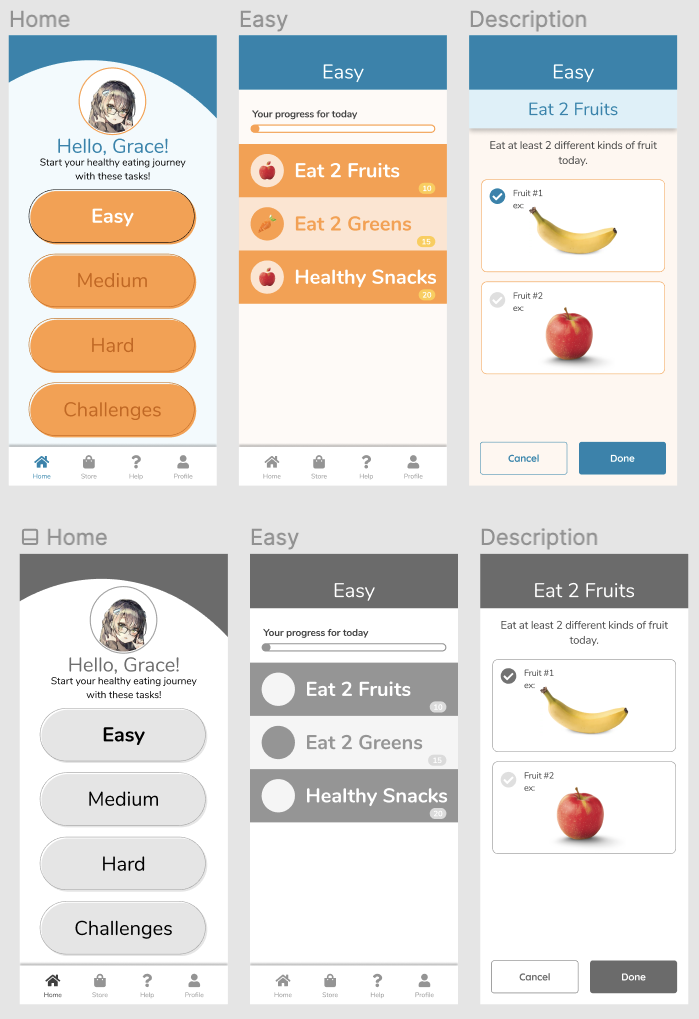 Home
Easy
Description
Hello, Grace!
Start your healthy eating journey
with these tasks!
Easy
Medium
Hard
Challenges
Home
Store
Help
Profile
Easy
Your progress for today
Eat 2 Fruits
10
Eat 2 Greens
15
Healthy Snacks
20
Home
Store
Help
Profile
Easy
Eat 2 Fruits
Eat at least 2 different kinds of fruit
today.
Fruit #1
ex:
Fruit #2
ex:
Cancel
Done
Home
Easy
Description
Hello, Grace!
Start your healthy eating journey
with these tasks!
Easy
Medium
Hard
Challenges
Home
Store
Help
Profile
Easy
Your progress for today
Eat 2 Fruits
10
Eat 2 Greens
15
Healthy Snacks
20
Home
Store
Help
Profile
Eat 2 Fruits
Eat at least 2 different kinds of fruit
today.
Fruit #1
ex:
Fruit #2
ex:
Cancel
Done